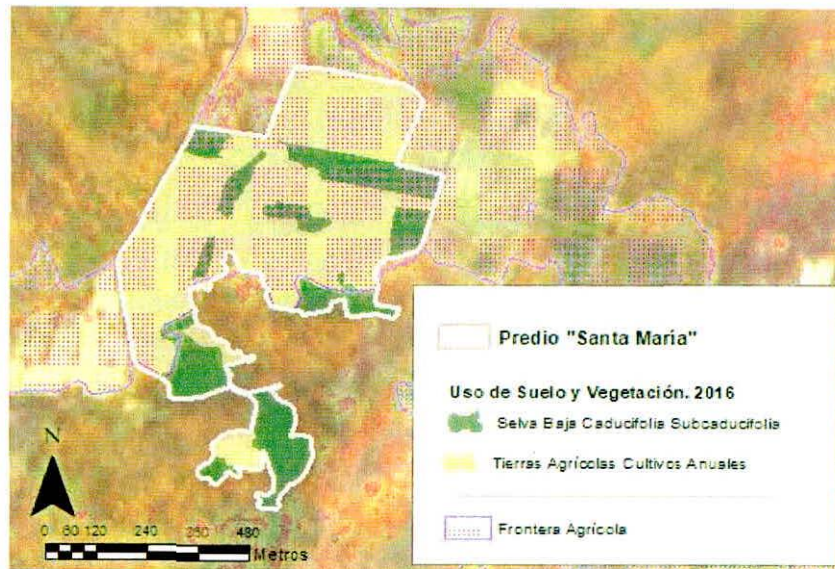 Predio "Santa Maria"
Uso de Suelo y Vegetación. 2016
Selva Baja Caducifolia Subcaducifolia
Tierras Agrícolas Cultivos Anuales
Frontera Agrícola
N
0 60 120 240 360 480
Metros